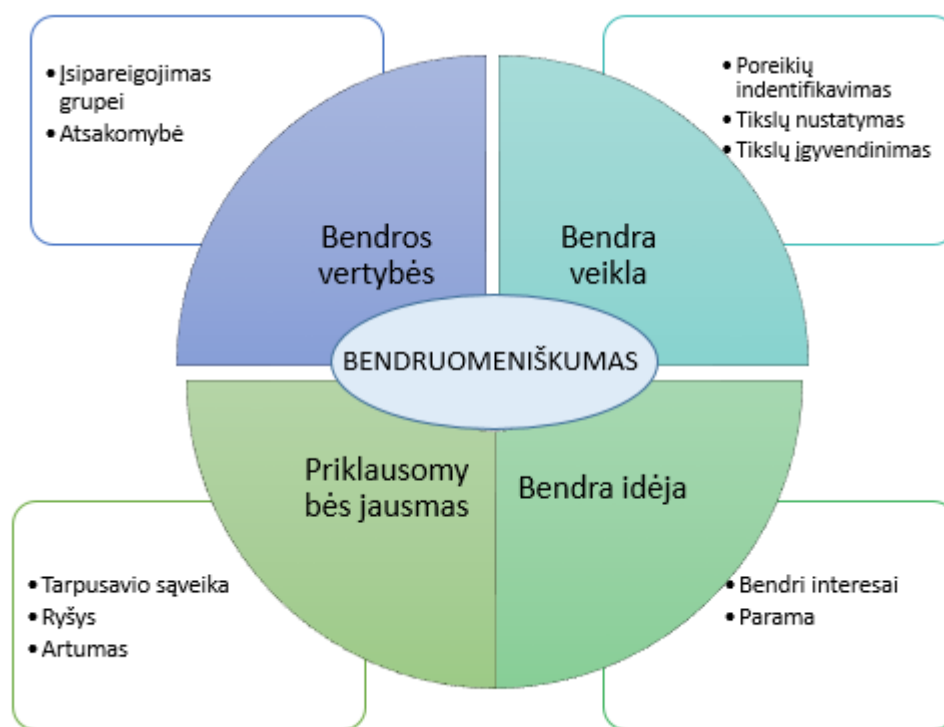 • Įsipareigojimas
grupei
• Atsakomybė
• Poreikių
indentifikavimas
• Tikslų nustatymas
• Tikslų įgyvendinimas
Bendros
vertybės
Bendra
veikla
BENDRUOMENIŠKUMAS
Priklausomy
bės jausmas
Bendra idėja
• Tarpusavio sąveika
• Ryšys
• Artumas
• Bendri interesai
• Parama